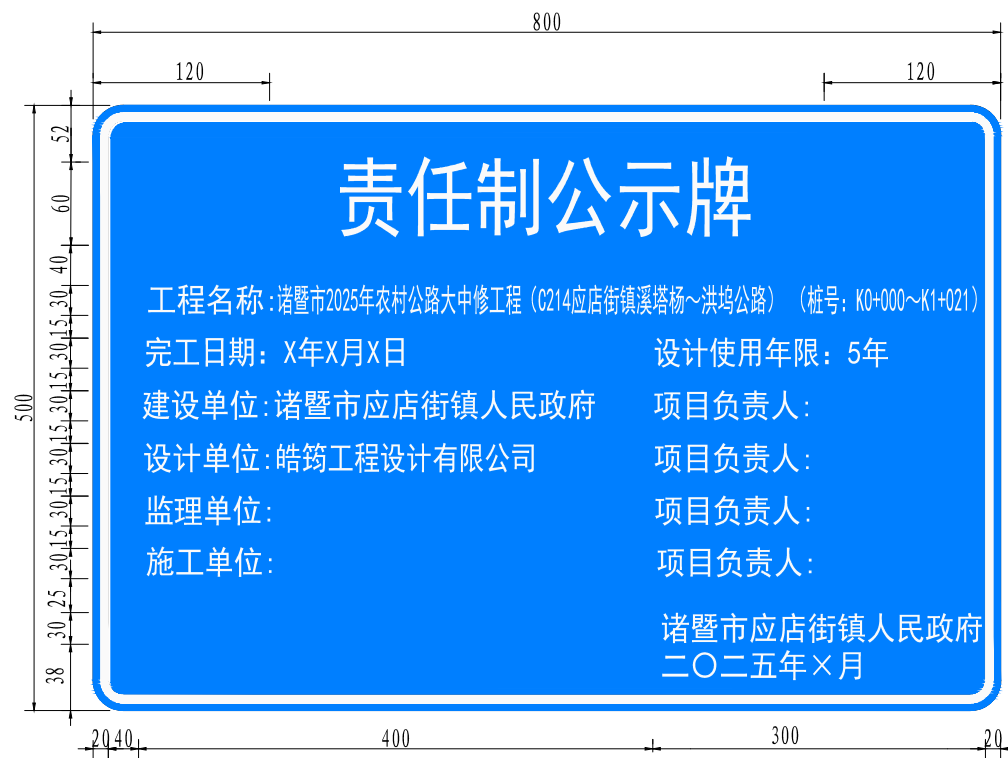 800
120 120
52
责任制公示牌
60
40
30
工程名称:诸暨市2025年农村公路大中修工程（C214应店街镇溪塔杨～洪坞公路）（桩号：K0+000～K1+021）
15
30
完工日期：X年X月X日 设计使用年限：5年
15
500
30
建设单位:诸暨市应店街镇人民政府 项目负责人:
15
30
设计单位:皓筠工程设计有限公司 项目负责人:
15
30
监理单位: 项目负责人:
15
30
施工单位: 项目负责人:
25
30
诸暨市应店街镇人民政府
38
二〇二五年×月
20 40 400 300 20